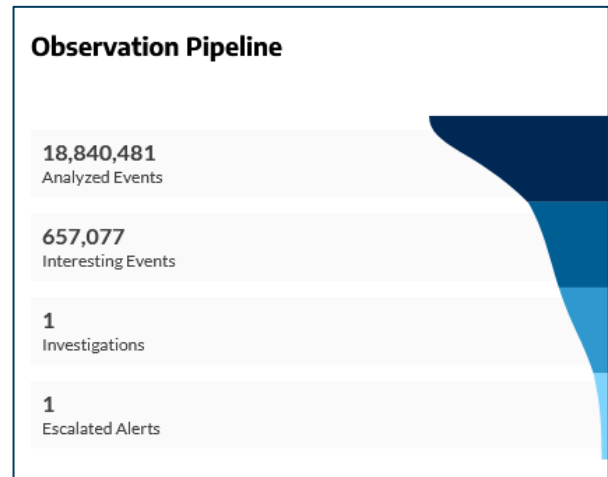 Observation Pipeline
18,840,481
Analyzed Events
657,077
Interesting Events
1
Investigations
1
Escalated Alerts